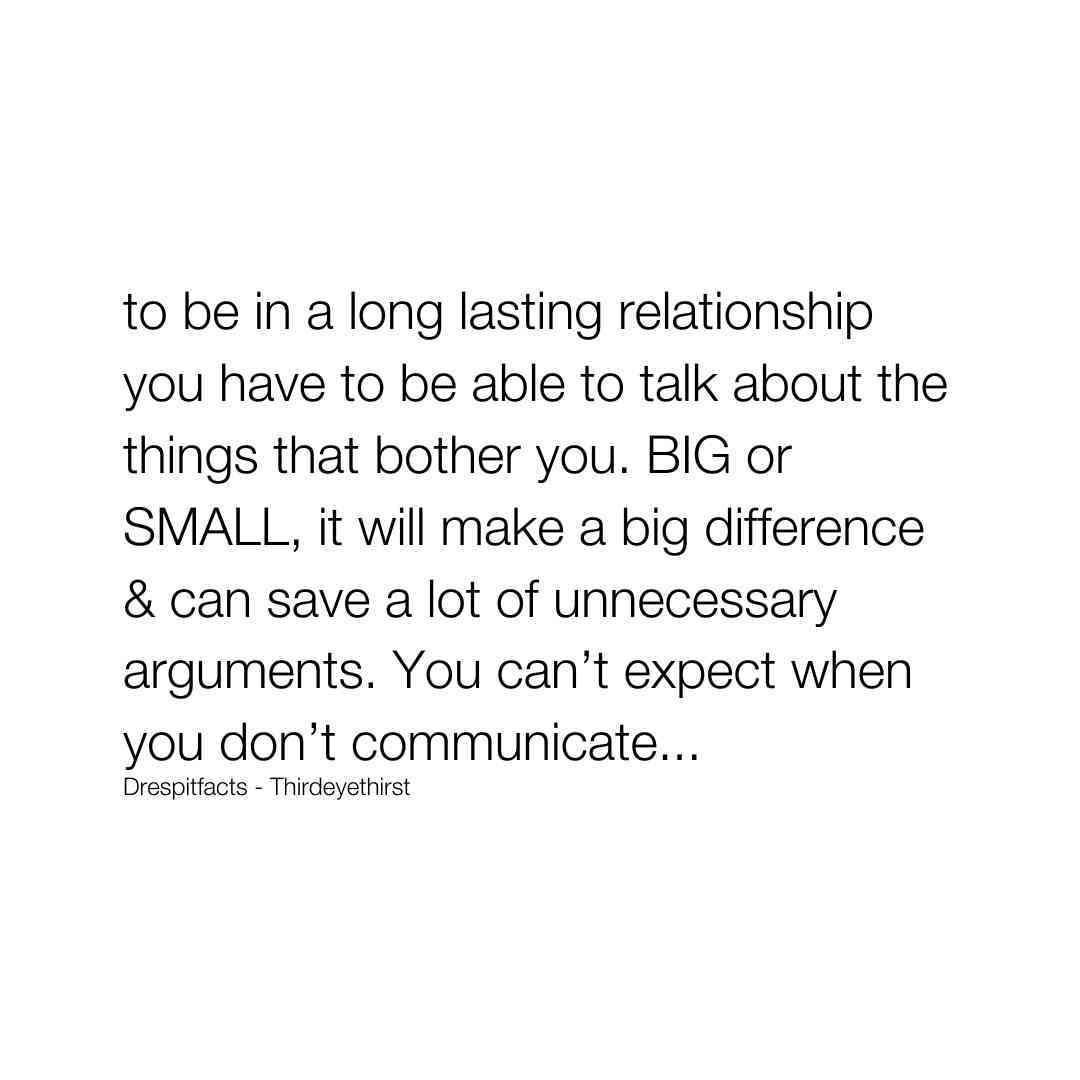 to be in a long lasting relationship
you have to be able to talk about the
things that bother you. BIG or
SMALL, it will make a big difference
& can save a lot of unnecessary
arguments. You can’t expect when
you don’t communicate...
Drespitfacts - Thirdeyethirst